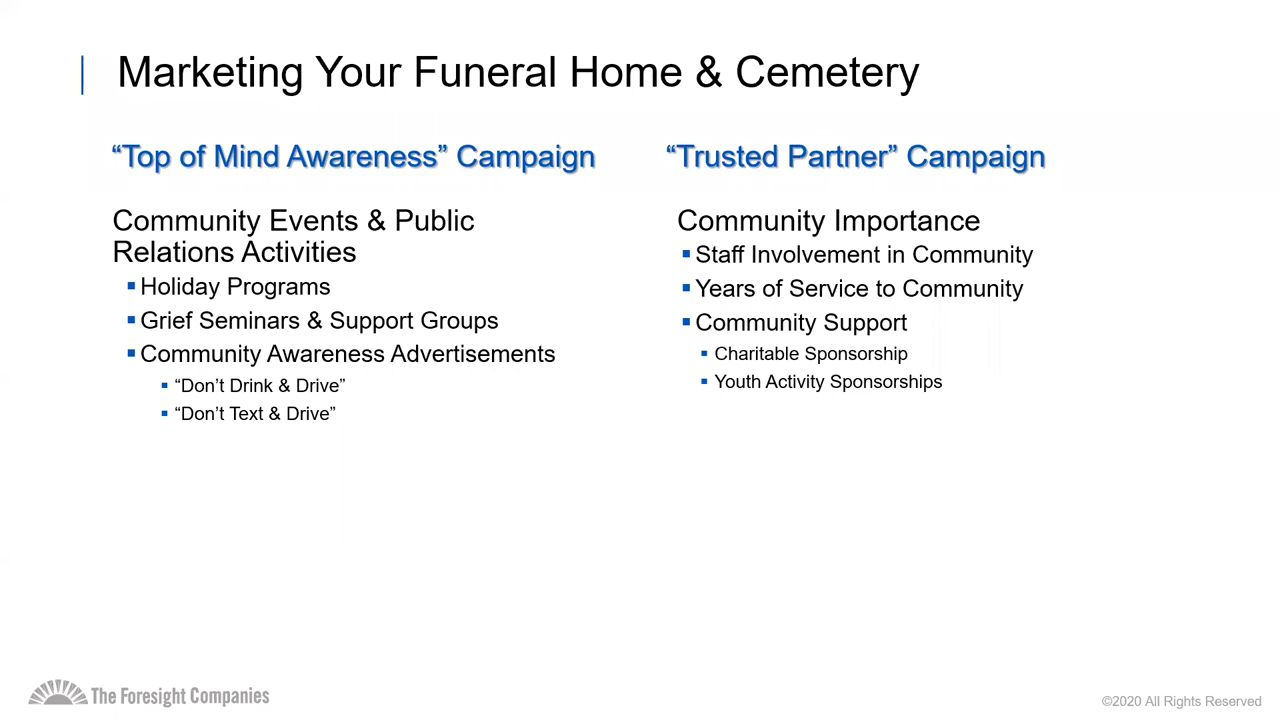 Marketing Your Funeral Home & Cemetery
“Top of Mind Awareness” Campaign
Community Events & Public
Relations Activities
Holiday Programs
Grief Seminars & Support Groups
Community Awareness Advertisements
“Don’t Drink & Drive”
“Don’t Text & Drive”
“Trusted Partner” Campaign
Community Importance
Staff Involvement in Community
Years of Service to Community
Community Support
Charitable Sponsorship
Youth Activity Sponsorships
The Foresight Companies
©2020 All Rights Reserved